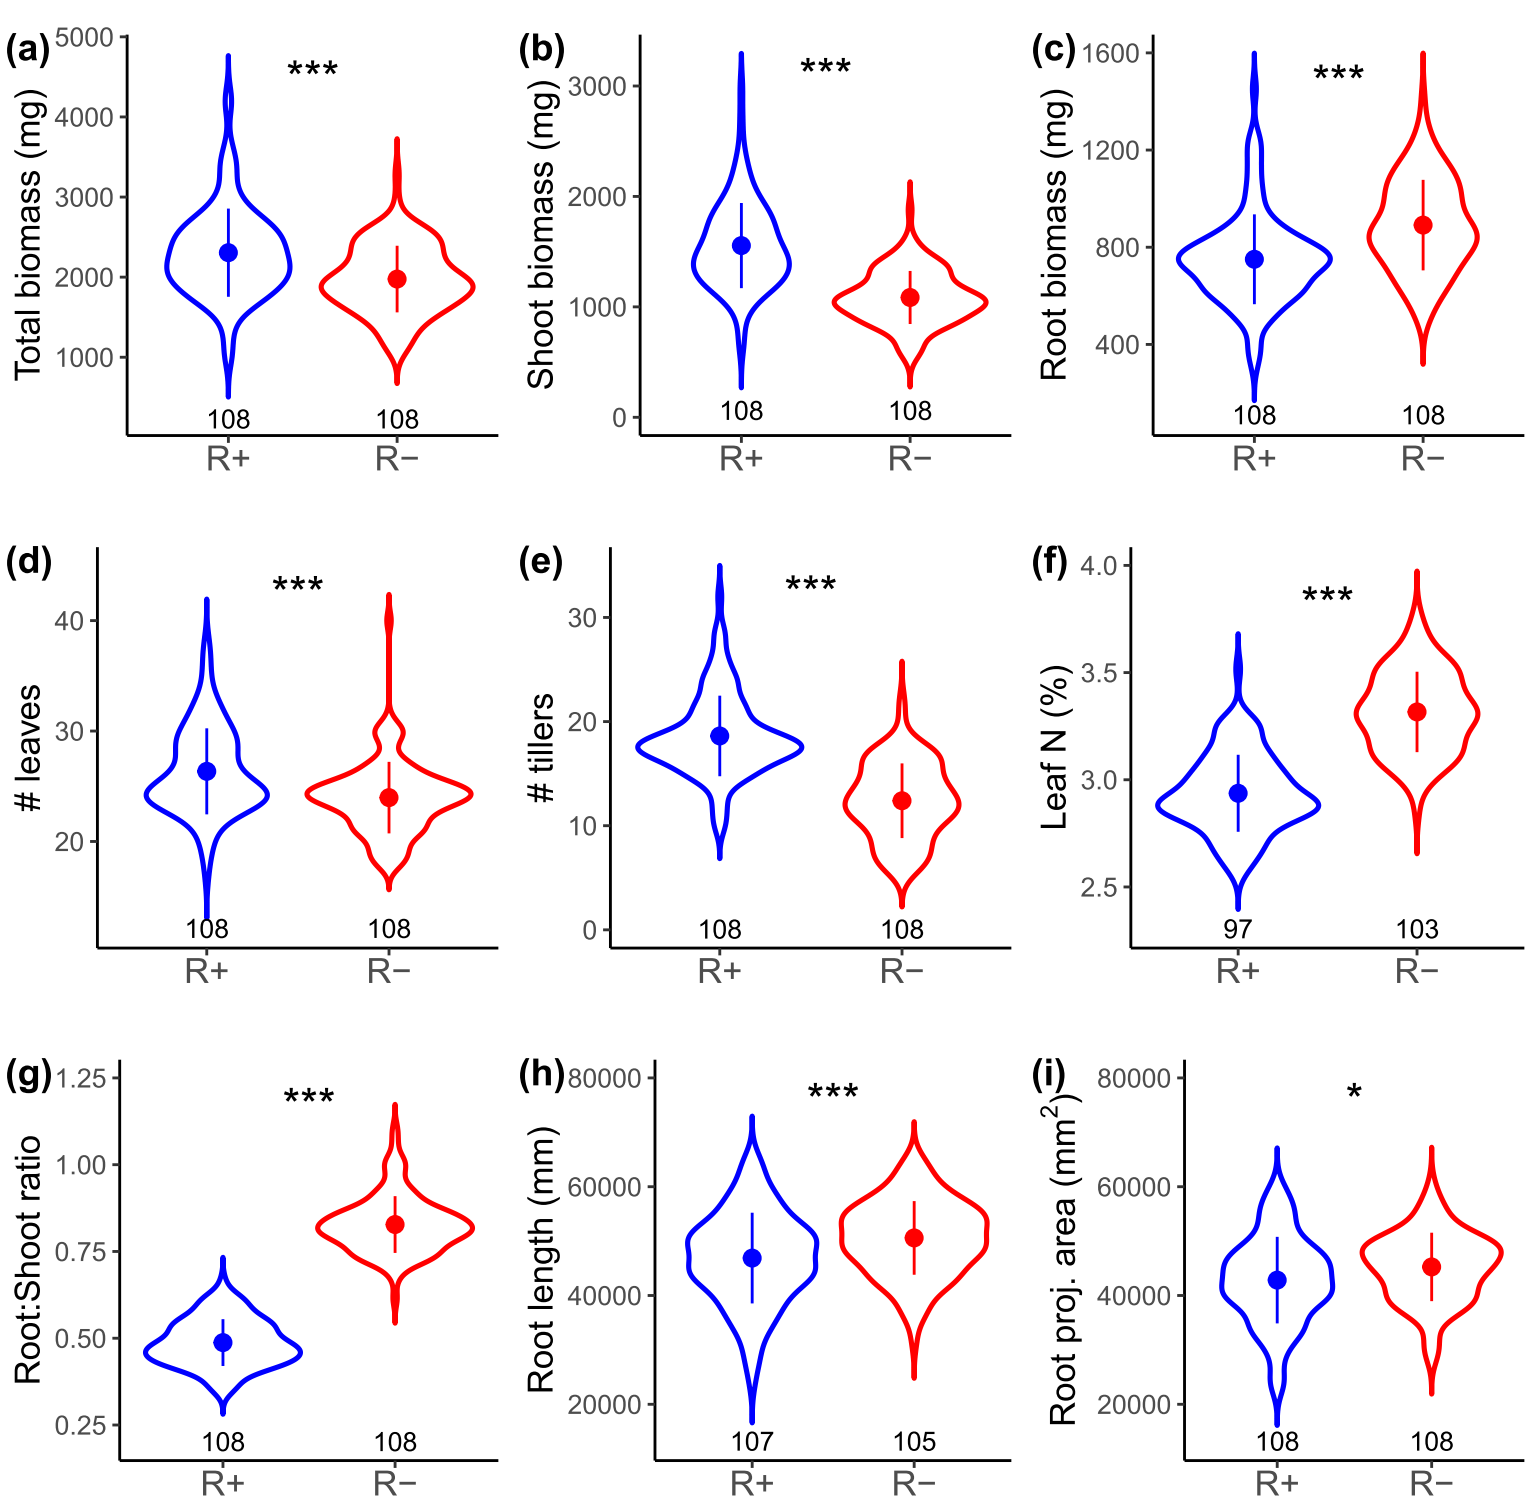 (a)
Total biomass (mg)
5000
4000
3000
2000
1000
***
108
108
R+
R−
(b)
Shoot biomass (mg)
3000
2000
1000
0
***
108
108
R+
R−
(c)
Root biomass (mg)
1600
1200
800
400
***
108
108
R+
R−
(d)
# leaves
40
30
20
***
108
108
R+
R−
(e)
# tillers
30
20
10
0
***
108
108
R+
R−
(f)
Leaf N (%)
4.0
3.5
3.0
2.5
***
97
103
R+
R−
(g)
Root:Shoot ratio
1.25
1.00
0.75
0.50
0.25
***
108
108
R+
R−
(h)
Root length (mm)
80000
60000
40000
20000
***
107
105
R+
R−
(i)
Root proj. area (mm²)
80000
60000
40000
20000
*
108
108
R+
R−